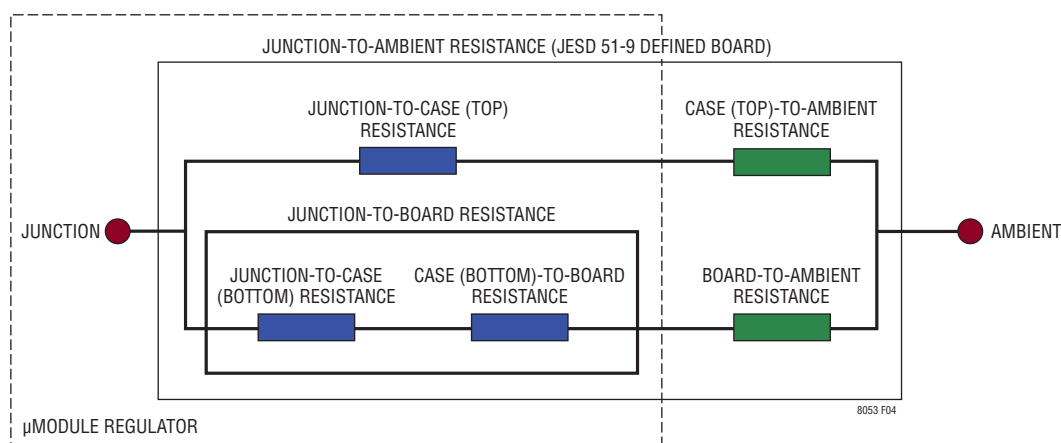 JUNCTION-TO-AMBIENT RESISTANCE (JESD 51-9 DEFINED BOARD)
JUNCTION-TO-CASE (TOP)
RESISTANCE
CASE (TOP)-TO-AMBIENT
RESISTANCE
JUNCTION-TO-BOARD RESISTANCE
JUNCTION
AMBIENT
JUNCTION-TO-CASE
(BOTTOM) RESISTANCE
CASE (BOTTOM)-TO-BOARD
RESISTANCE
BOARD-TO-AMBIENT
RESISTANCE
8053 F04
µMODULE REGULATOR